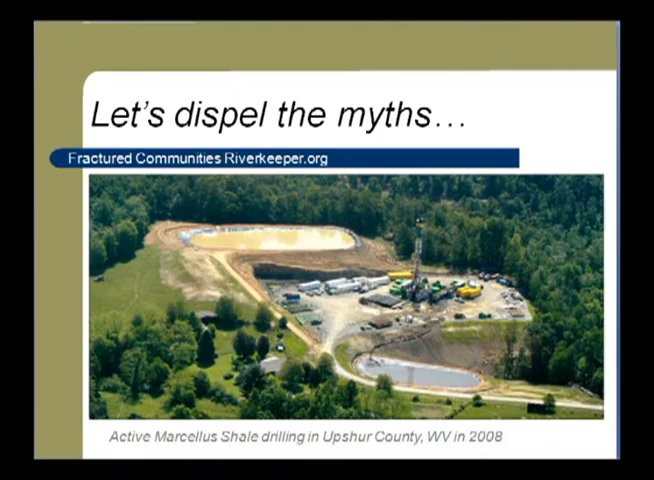 Let's dispel the myths...
Fractured Communities Riverkeeper.org
Active Marcellus Shale drilling in Upshur County, WV in 2008